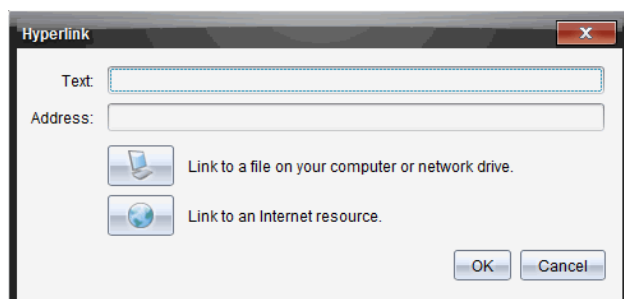 Hyperlink
Text:
Address:
Link to a file on your computer or network drive.
Link to an Internet resource.
OK Cancel